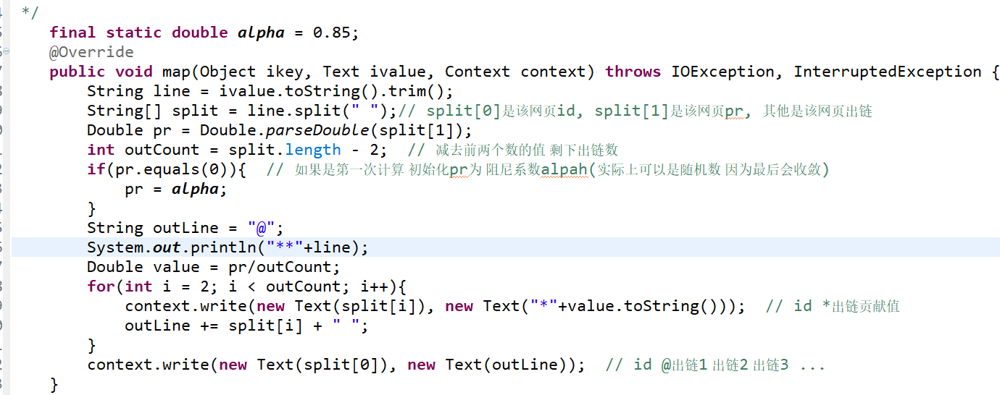 */
final static double alpha = 0.85;
@Override
public void map(Object ikey, Text ivalue, Context context) throws IOException, InterruptedException {
String line = ivalue.toString().trim();
String[] split = line.split(" ");// split[0]是该网页id, split[1]是该网页pr, 其他是该网页出链
Double pr = Double.parseDouble(split[1]);
int outCount = split.length - 2;  // 减去前两个数的值 剩下出链数
if(pr.equals(0)){  // 如果是第一次计算 初始化pr为 阻尼系数alpah(实际上可以是随机数 因为最后会收敛)
pr = alpha;
}
String outLine = "@";
System.out.println("**"+line);
Double value = pr/outCount;
for(int i = 2; i < outCount; i++){
context.write(new Text(split[i]), new Text("*"+value.toString()));  // id *出链贡献值
outLine += split[i] + " ";
}
context.write(new Text(split[0]), new Text(outLine));  // id @出链1 出链2 出链3 ...
}